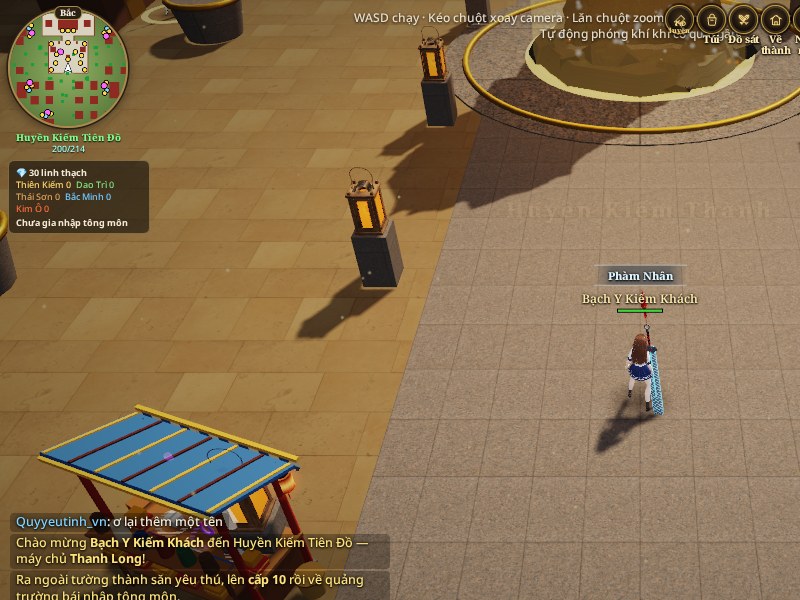 Bắc
WASD chạy · Kéo chuột xoay camera · Lăn chuột zoom
Tự động phóng khí khi
Túi
Đồ sát
Về thành
Huyền Kiếm Tiên Đô
200/214
💎 30 linh thạch
Thiên Kiếm 0 Dao Trì 0
Thái Sơn 0 Bắc Minh 0
Kim Ô 0
Chưa gia nhập tông môn
Huyền Kiếm Thành
Phàm Nhân
Bạch Y Kiếm Khách
Quyyeutinh_vn: ơ lại thêm một tên
Chào mừng Bạch Y Kiếm Khách đến Huyền Kiếm Tiên Đô —
máy chủ Thanh Long!
Ra ngoài tường thành săn yêu thú, lên cấp 10 rồi về quảng
trường bái nhập tông môn.